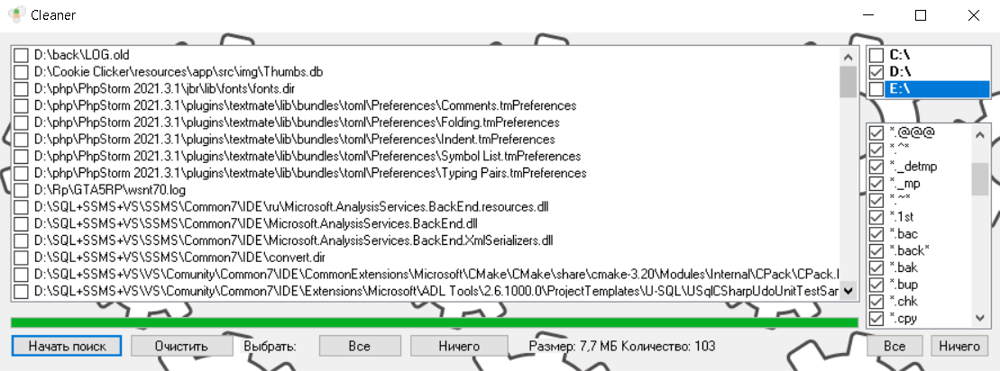 Cleaner
D:\back\LOG.old
D:\Cookie Clicker\resources\app\src\img\Thumbs.db
D:\php\PhpStorm 2021.3.1\jbr\lib\fonts\fonts.dir
D:\php\PhpStorm 2021.3.1\plugins\textmate\lib\bundles\toml\Preferences\Comments.tmPreferences
D:\php\PhpStorm 2021.3.1\plugins\textmate\lib\bundles\toml\Preferences\Folding.tmPreferences
D:\php\PhpStorm 2021.3.1\plugins\textmate\lib\bundles\toml\Preferences\Indent.tmPreferences
D:\php\PhpStorm 2021.3.1\plugins\textmate\lib\bundles\toml\Preferences\Symbol List.tmPreferences
D:\php\PhpStorm 2021.3.1\plugins\textmate\lib\bundles\toml\Preferences\Typing Pairs.tmPreferences
D:\Rp\GTA5RP\wsnt70.log
D:\SQL+SSMS+VS\SSMS\Common7\IDE\ru\Microsoft.AnalysisServices.BackEnd.resources.dll
D:\SQL+SSMS+VS\SSMS\Common7\IDE\Microsoft.AnalysisServices.BackEnd.dll
D:\SQL+SSMS+VS\SSMS\Common7\IDE\Microsoft.AnalysisServices.BackEnd.XmlSerializers.dll
D:\SQL+SSMS+VS\SSMS\Common7\IDE\convert.dir
D:\SQL+SSMS+VS\VS\Comunity\Common7\IDE\CommonExtensions\Microsoft\CMake\CMake\share\cmake-3.20\Modules\Internal\CPack\CPack.
D:\SQL+SSMS+VS\VS\Comunity\Common7\IDE\Extensions\Microsoft\ADL Tools\2.6.1000.0\ProjectTemplates\U-SQL\USqlCSharpUdoUnitTestSam
C:\
D:\
E:\
*.@@@
*.^*
*._detmp
*._mp
*.~*
*.1st
*.bac
*.back*
*.bak
*.bup
*.chk
*.cpy
Начать поиск
Очистить
Выбрать:
Все
Ничего
Размер: 7,7 МБ Количество: 103
Все
Ничего